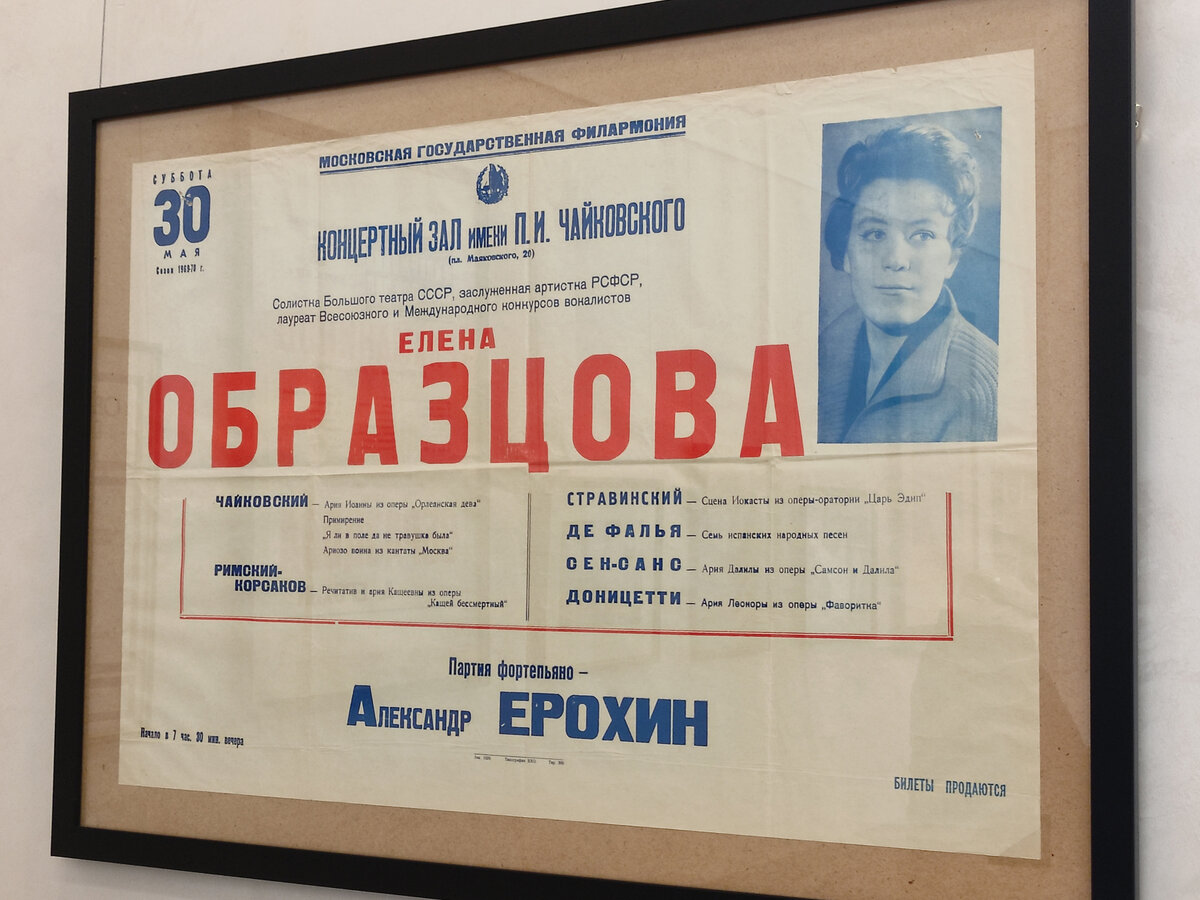 МОСКОВСКАЯ ГОСУДАРСТВЕННАЯ ФИЛАРМОНИЯ
СУББОТА
30
МАЯ
Сезон 1969-70 г.
КОНЦЕРТНЫЙ ЗАЛ ИМЕНИ П. И. ЧАЙКОВСКОГО
(пл. Маяковского, 20)
Солистка Большого театра СССР, заслуженная артистка РСФСР,
лауреат Всесоюзного и Международного конкурсов вокалистов
ЕЛЕНА
ОБРАЗЦОВА
ЧАЙКОВСКИЙ — Ария Иоанны из оперы „Орлеанская дева“
Примирение
„Я ли в поле да не травушка была“
Ариозо воина из кантаты „Москва“
РИМСКИЙ-
КОРСАКОВ — Речитатив и ария Кащеевны из оперы
„Кащей бессмертный“
СТРАВИНСКИЙ — Сцена Иокасты из оперы-оратории „Царь Эдип“
ДЕ ФАЛЬЯ — Семь испанских народных песен
СЕН-САНС — Ария Далилы из оперы „Самсон и Далила“
ДОНИЦЕТТИ — Ария Леоноры из оперы „Фаворитка“
Партия фортепьяно —
Александр ЕРОХИН
Начало в 7 час. 30 мин. вечера
БИЛЕТЫ ПРОДАЮТСЯ